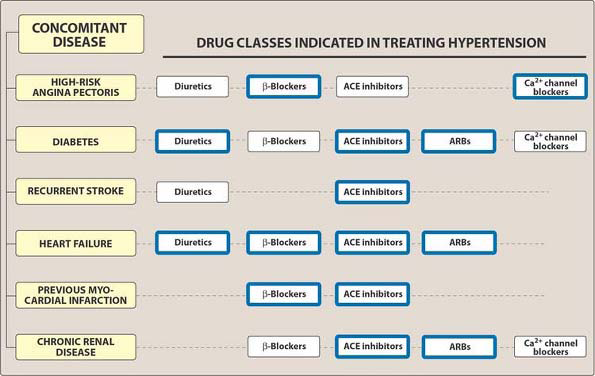 CONCOMITANT
DISEASE
DRUG CLASSES INDICATED IN TREATING HYPERTENSION
HIGH-RISK
ANGINA PECTORIS
Diuretics
β-Blockers
ACE inhibitors
Ca²⁺ channel
blockers
DIABETES
Diuretics
β-Blockers
ACE inhibitors
ARBs
Ca²⁺ channel
blockers
RECURRENT STROKE
Diuretics
ACE inhibitors
HEART FAILURE
Diuretics
β-Blockers
ACE inhibitors
ARBs
PREVIOUS MYO-
CARDIAL INFARCTION
β-Blockers
ACE inhibitors
CHRONIC RENAL
DISEASE
β-Blockers
ACE inhibitors
ARBs
Ca²⁺ channel
blockers